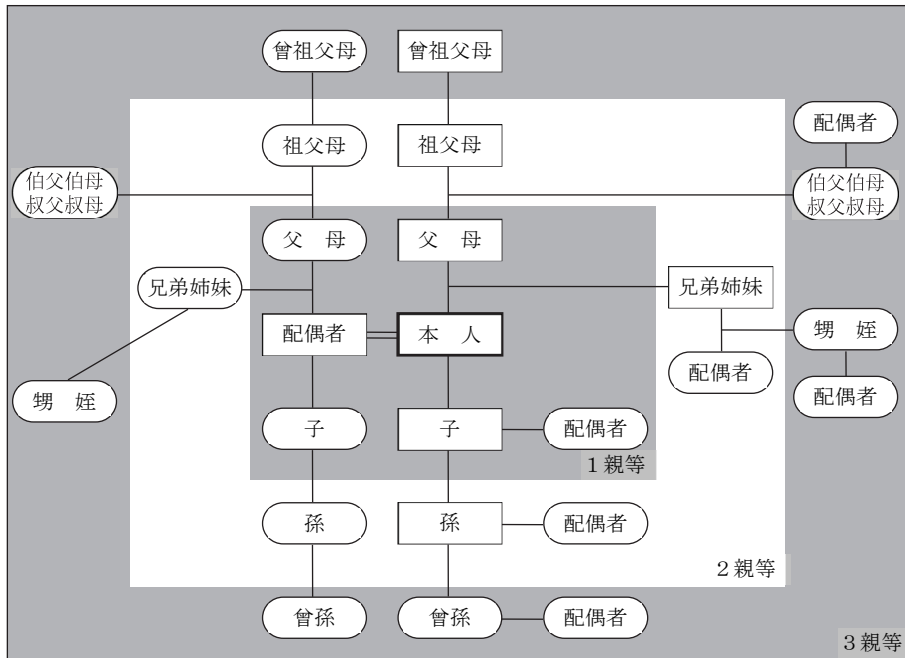 曾祖父母
曾祖父母
配偶者
祖父母
祖父母
伯父伯母
叔父叔母
伯父伯母
叔父叔母
父　母
父　母
兄弟姉妹
兄弟姉妹
配偶者
本　人
甥　姪
配偶者
甥　姪
配偶者
子
子
配偶者
1親等
孫
孫
配偶者
2親等
曾孫
曾孫
配偶者
3親等